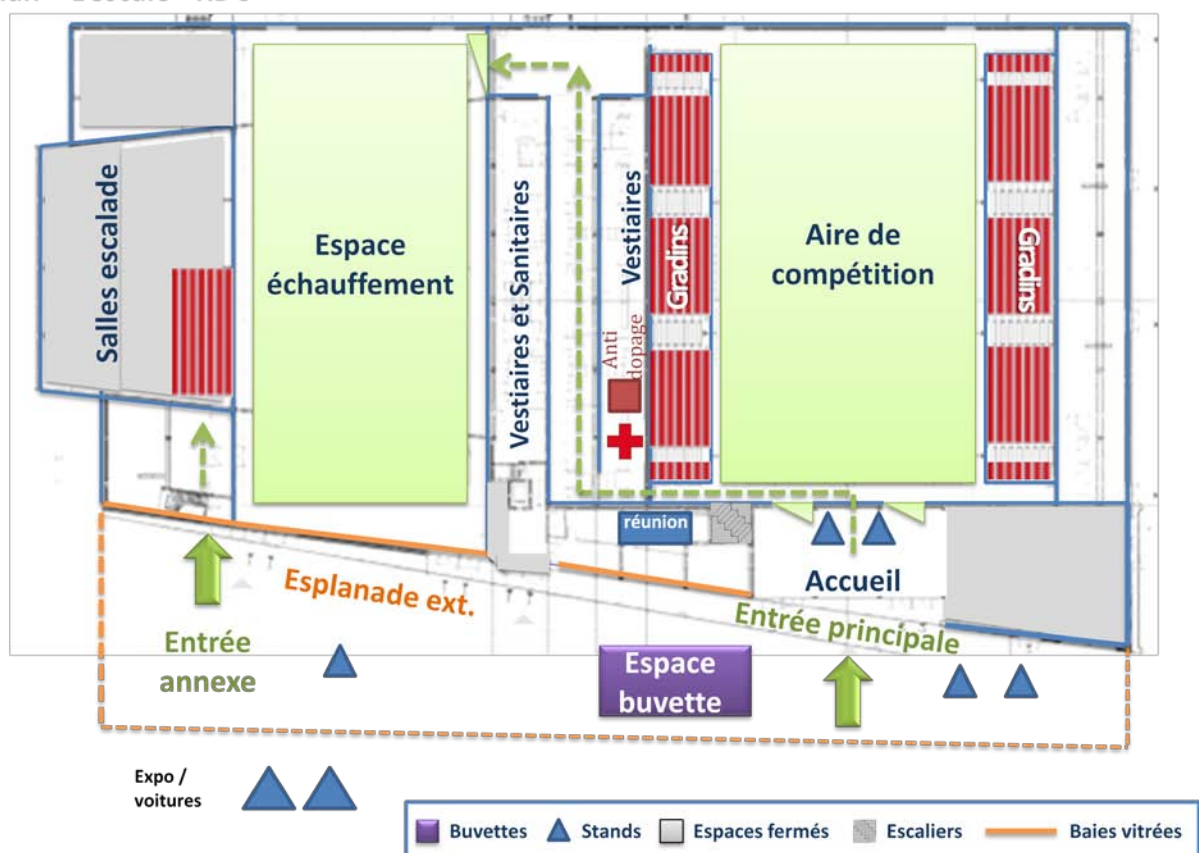 Salles escalade
Espace
échauffement
Vestiaires et Sanitaires
Vestiaires
Anti
dopage
Gradins
Aire de
compétition
Gradins
réunion
Accueil
Esplanade ext.
Entrée principale
Entrée
annexe
Espace
buvette
Expo /
voitures
Buvettes
Stands
Espaces fermés
Escaliers
Baies vitrées